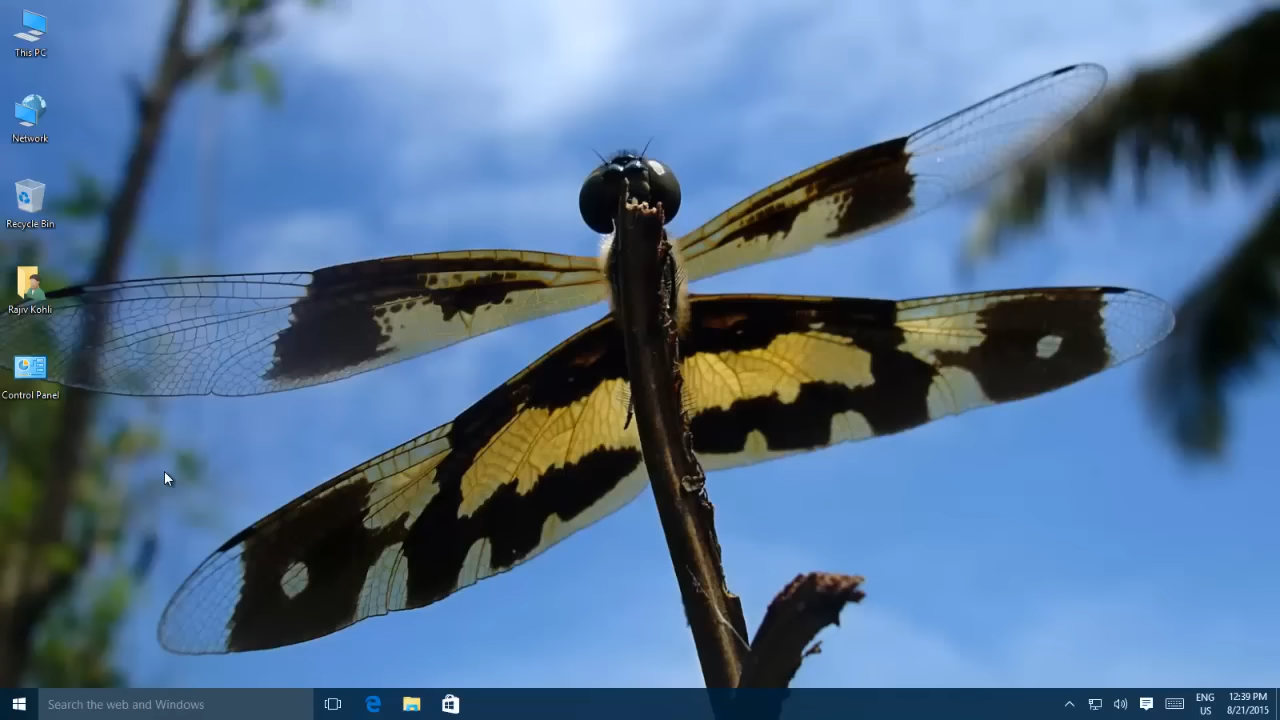 This PC
Network
Recycle Bin
Rajiv Kohli
Control Panel
Search the web and Windows
ENG
US
12:39 PM
8/21/2015